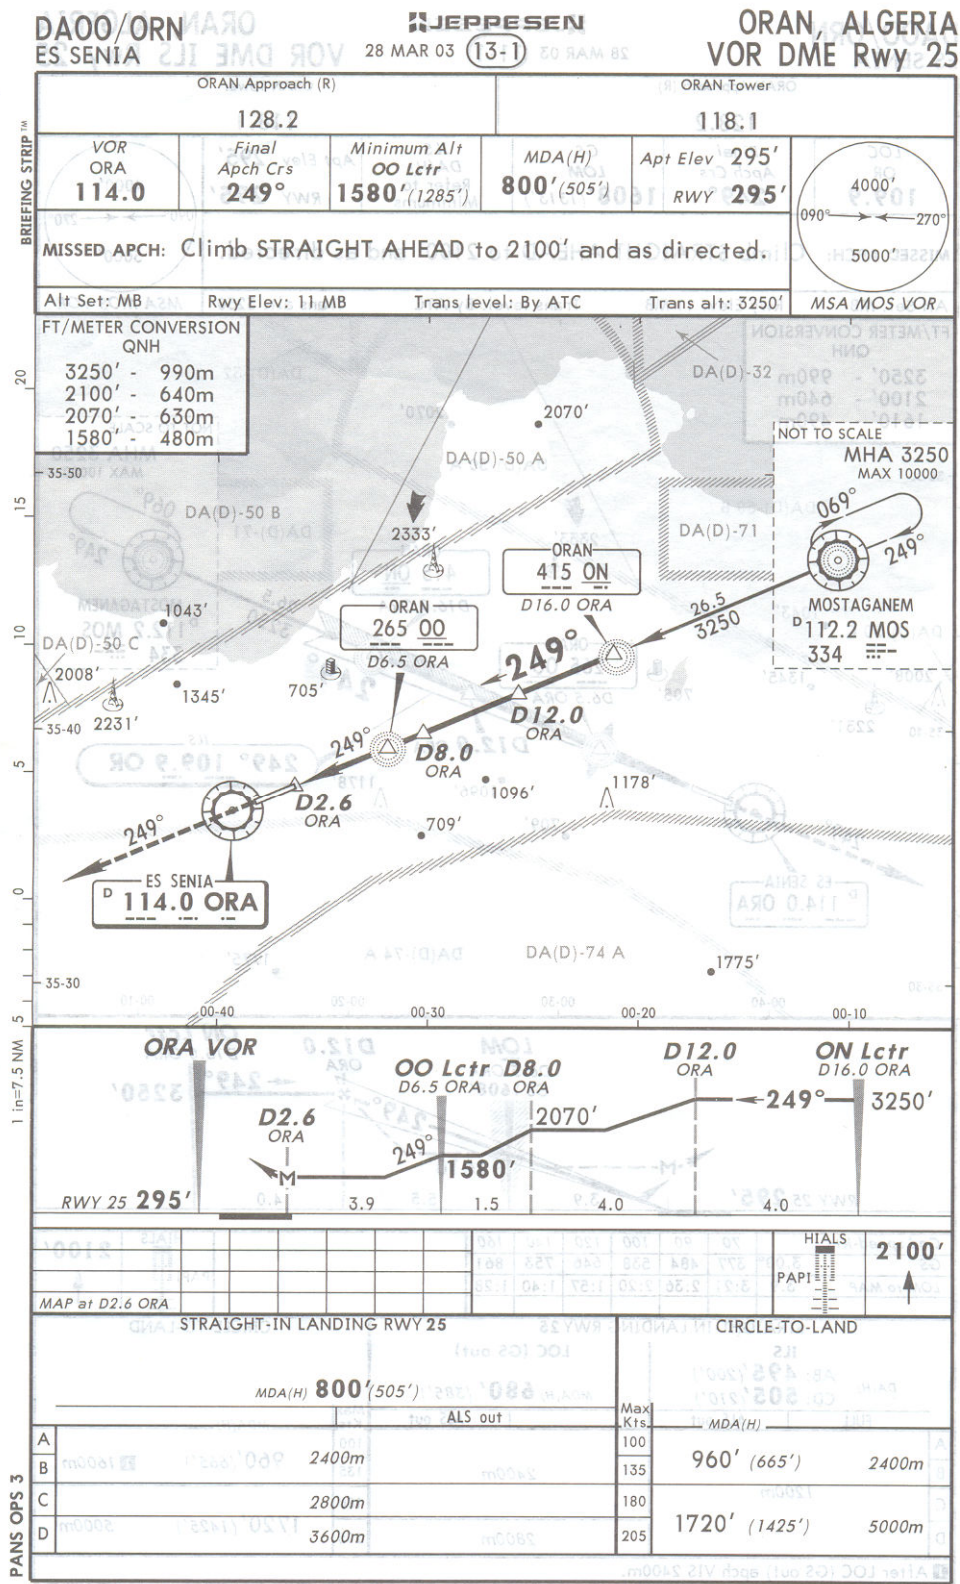 DAOO/ORN
ES SENIA
JEPPESEN
28 MAR 03 13-1
ORAN, ALGERIA
VOR DME Rwy 25
BRIEFING STRIP™
ORAN Approach (R)
128.2
ORAN Tower
118.1
VOR
ORA
114.0
Final
Apch Crs
249°
Minimum Alt
OO Lctr
1580' (1285')
MDA(H)
800' (505')
Apt Elev 295'
RWY 295'
4000'
090° 270°
5000'
MSA MOS VOR
MISSED APCH: Climb STRAIGHT AHEAD to 2100' and as directed.
Alt Set: MB Rwy Elev: 11 MB Trans level: By ATC Trans alt: 3250'
FT/METER CONVERSION
QNH
3250' - 990m
2100' - 640m
2070' - 630m
1580' - 480m
DA(D)-32
2070'
DA(D)-50 A
NOT TO SCALE
MHA 3250
MAX 10000
069°
249°
MOSTAGANEM
D 112.2 MOS
334
35-50
DA(D)-50 B
2333'
DA(D)-71
ORAN
415 ON
D16.0 ORA
26.5
3250
1043'
ORAN
265 OO
D6.5 ORA
DA(D)-50 C
2008'
2231'
1345'
705'
249°
D12.0
ORA
35-40
249°
D8.0
ORA
D2.6
ORA
1096'
1178'
709'
249°
ES SENIA
D 114.0 ORA
DA(D)-74 A
1775'
35-30
00-40 00-30 00-20 00-10
20
15
10
5
0
5
1 in=7.5 NM
ORA VOR
OO Lctr
D6.5 ORA
D8.0
ORA
D12.0
ORA
ON Lctr
D16.0 ORA
D2.6
ORA
249°
1580'
2070'
249°
3250'
M
RWY 25 295'
3.9 1.5 4.0 4.0
MAP at D2.6 ORA
HIALS
PAPI
2100'
STRAIGHT-IN LANDING RWY 25
CIRCLE-TO-LAND
MDA(H) 800' (505')
ALS out
Max
Kts
MDA(H)
A 100
B 2400m 135 960' (665') 2400m
C 2800m 180
D 3600m 205 1720' (1425') 5000m
PANS OPS 3